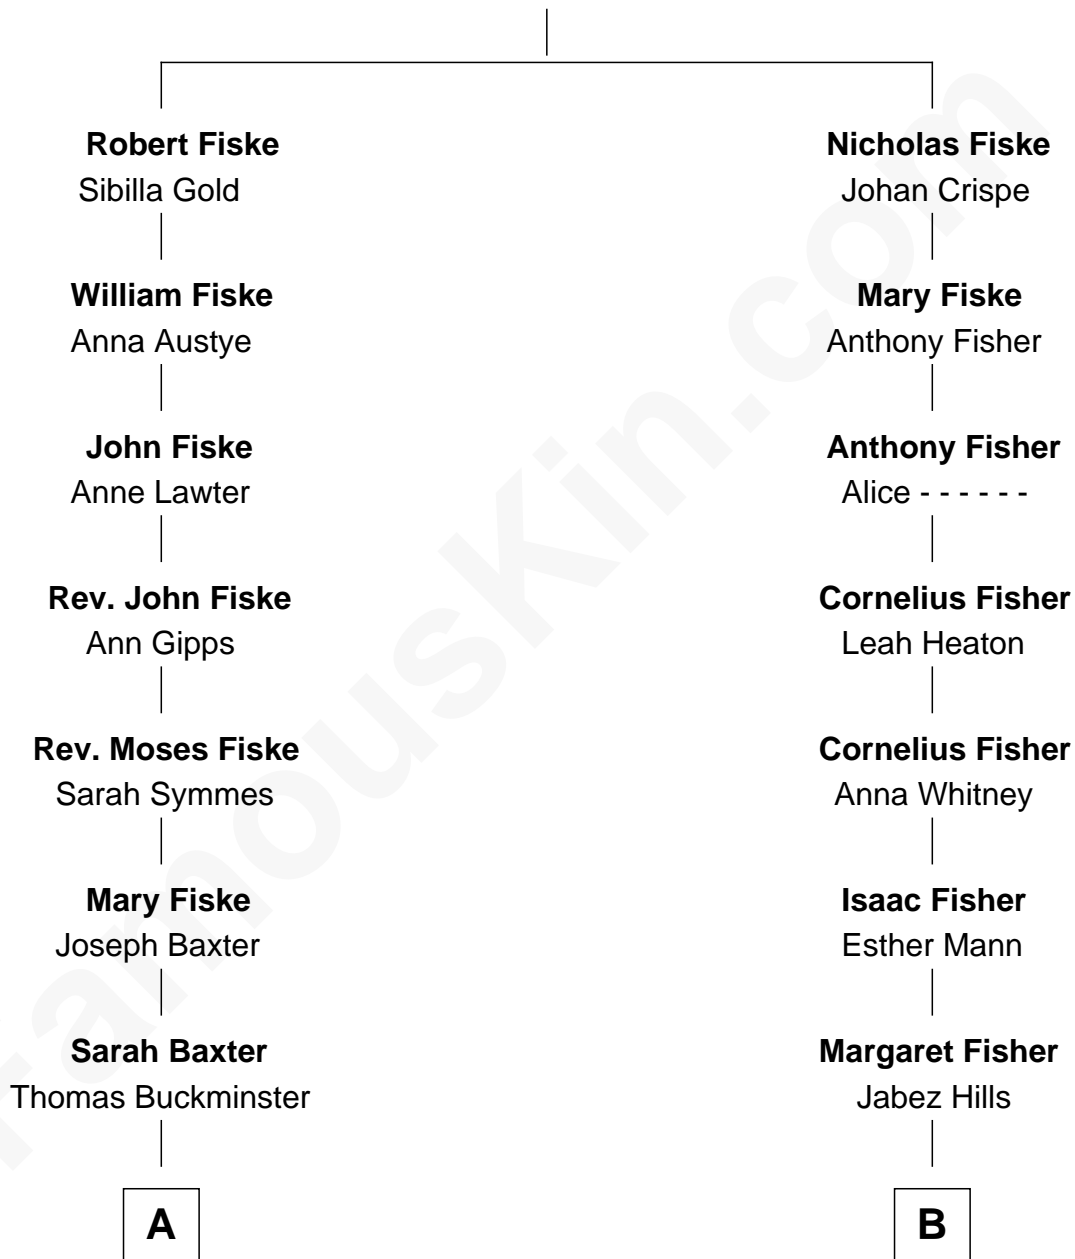 Robert Fiske
Sibilla Gold
William Fiske
Anna Austye
John Fiske
Anne Lawter
Rev. John Fiske
Ann Gipps
Rev. Moses Fiske
Sarah Symmes
Mary Fiske
Joseph Baxter
Sarah Baxter
Thomas Buckminster
A
Nicholas Fiske
Johan Crispe
Mary Fiske
Anthony Fisher
Anthony Fisher
Alice - - - - - -
Cornelius Fisher
Leah Heaton
Cornelius Fisher
Anna Whitney
Isaac Fisher
Esther Mann
Margaret Fisher
Jabez Hills
B
FamousKin.com